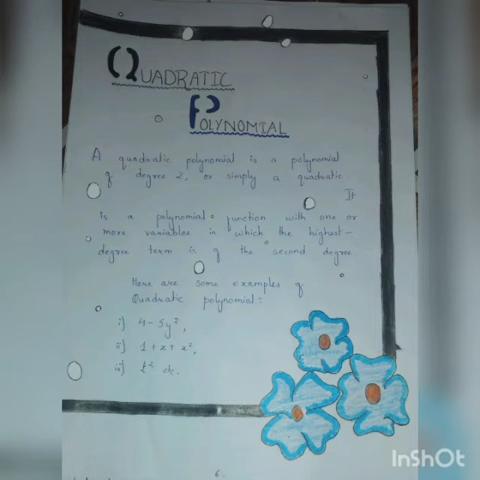 QUADRATIC
POLYNOMIAL
A quadratic polynomial is a polynomial
of degree 2, or simply a quadratic
It
is a polynomial function with one or
more variables in which the highest-
degree term is of the second degree
Here are some examples of
Quadratic polynomial:
i) 4-5y²,
ii) 1+x+x²,
iii) t²
6
InShOt